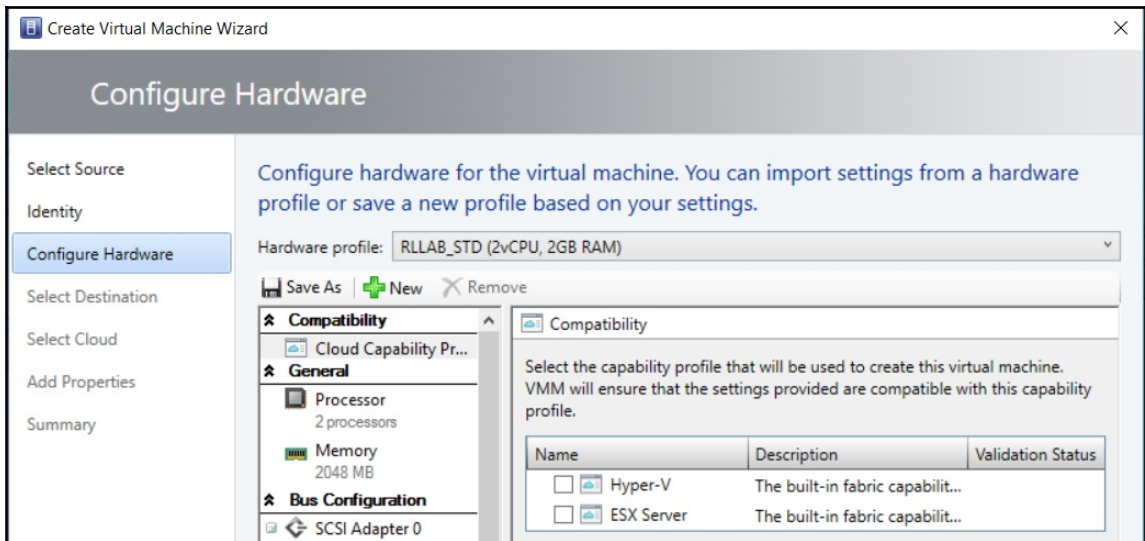 Create Virtual Machine Wizard
Configure Hardware
Select Source
Identity
Configure Hardware
Select Destination
Select Cloud
Add Properties
Summary
Configure hardware for the virtual machine. You can import settings from a hardware
profile or save a new profile based on your settings.
Hardware profile: RLLAB_STD (2vCPU, 2GB RAM)
Save As New Remove
Compatibility
Cloud Capability Pr...
General
Processor
2 processors
Memory
2048 MB
Bus Configuration
SCSI Adapter 0
Compatibility
Select the capability profile that will be used to create this virtual machine.
VMM will ensure that the settings provided are compatible with this capability
profile.
Name Description Validation Status
Hyper-V The built-in fabric capabilit...
ESX Server The built-in fabric capabilit...